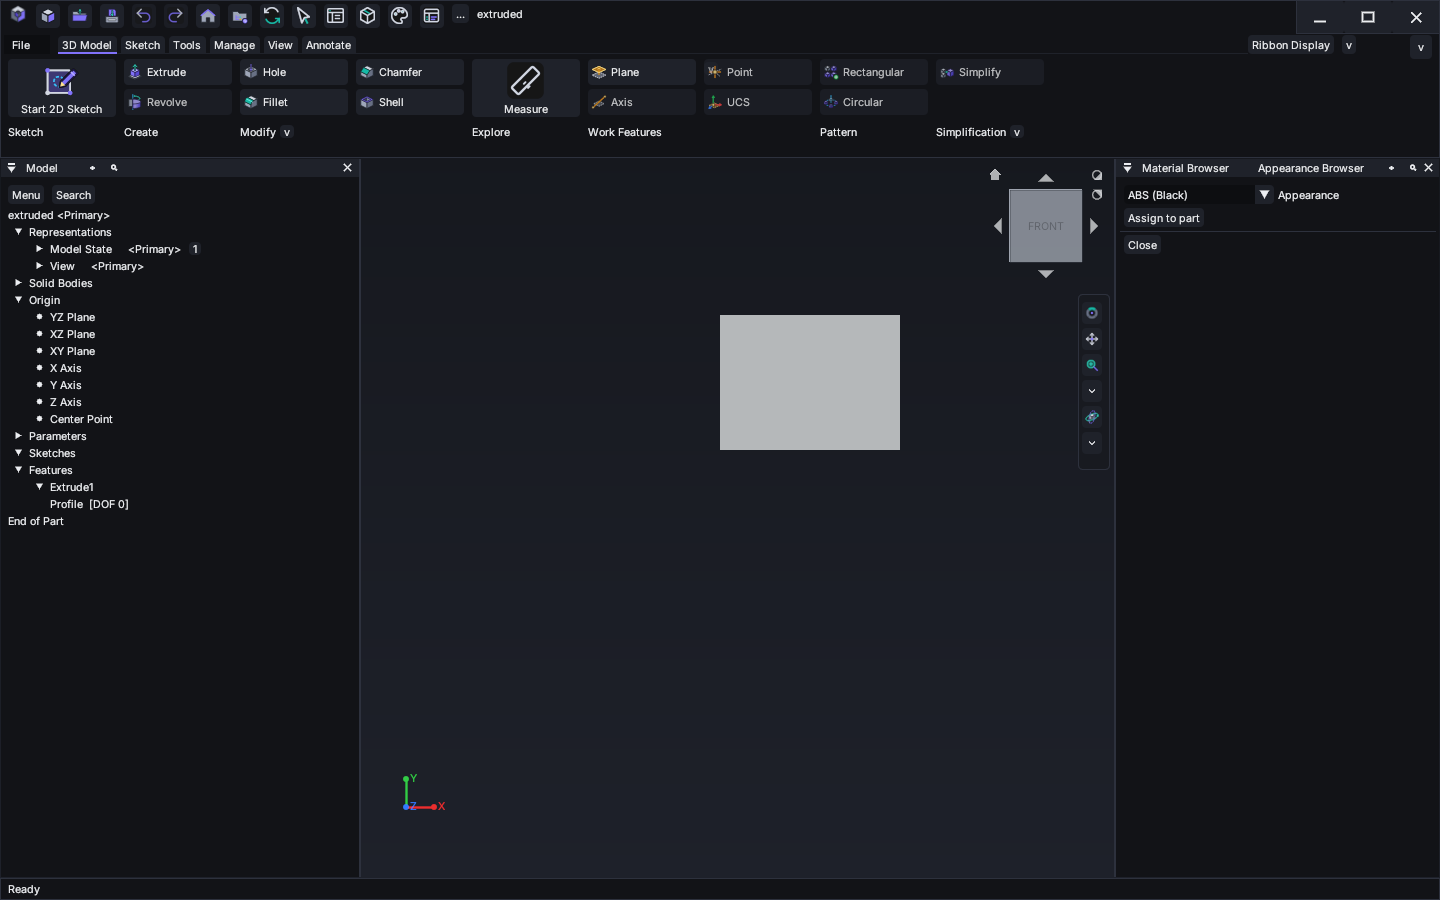 ... extruded
File 3D Model Sketch Tools Manage View Annotate Ribbon Display v v
Start 2D Sketch Extrude Revolve Hole Fillet Chamfer Shell Measure Plane Axis Point UCS Rectangular Circular Simplify
Sketch Create Modify v Explore Work Features Pattern Simplification v
Model
Menu Search
extruded <Primary>
Representations
Model State <Primary> 1
View <Primary>
Solid Bodies
Origin
YZ Plane
XZ Plane
XY Plane
X Axis
Y Axis
Z Axis
Center Point
Parameters
Sketches
Features
Extrude1
Profile [DOF 0]
End of Part
FRONT
Y
Z X
Material Browser Appearance Browser
ABS (Black) Appearance
Assign to part
Close
Ready